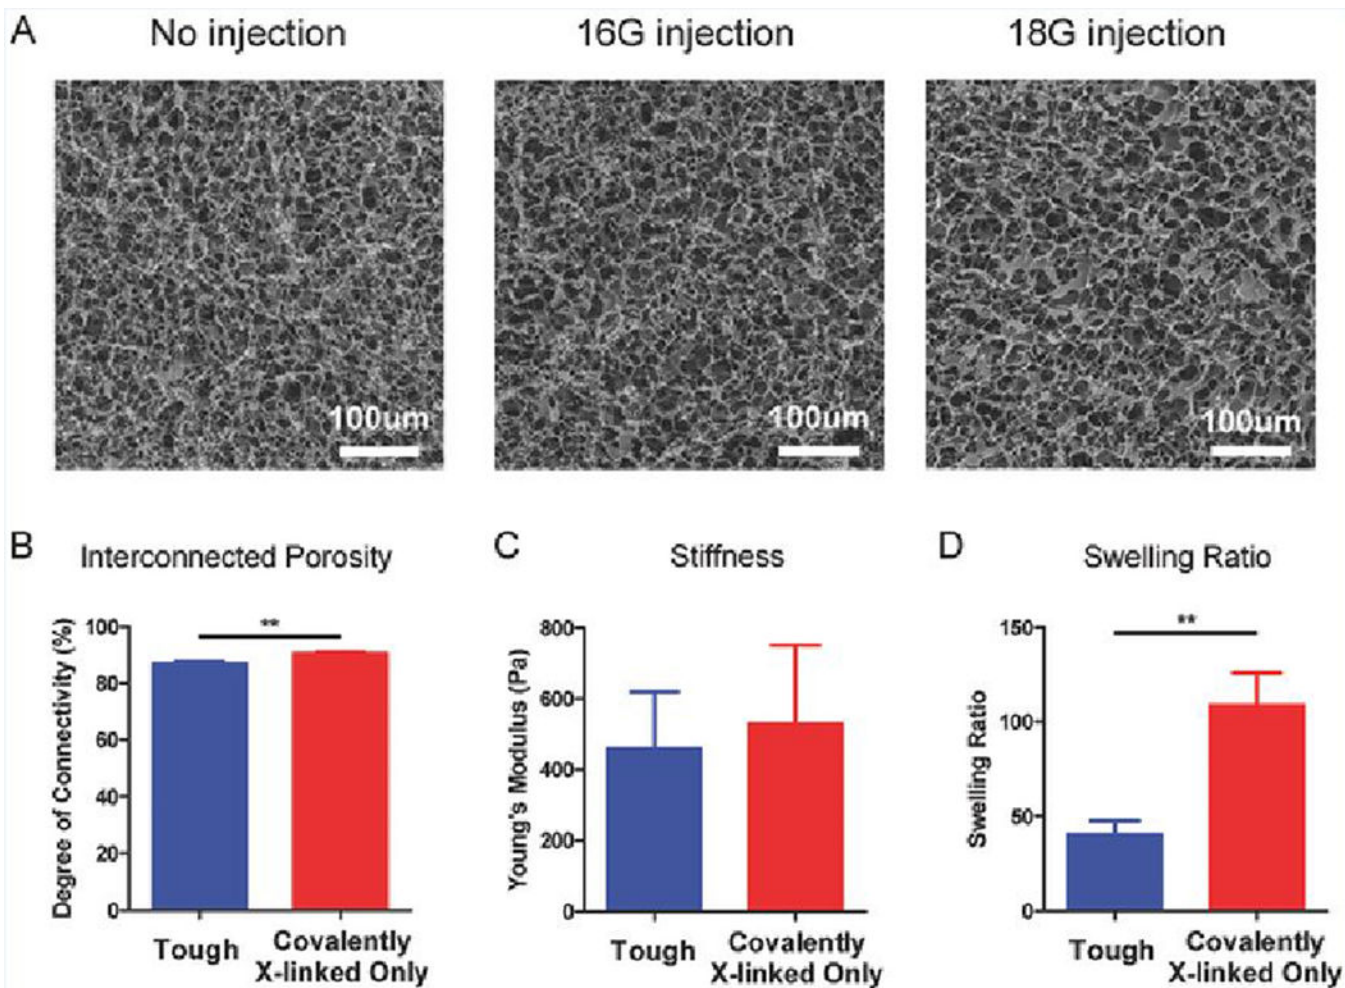 A
No injection
16G injection
18G injection
100um
100um
100um
B
Interconnected Porosity
Degree of Connectivity (%)
100
80
60
40
20
0
**
Tough
Covalently
X-linked Only
C
Stiffness
Young's Modulus (Pa)
800
600
400
200
0
Tough
Covalently
X-linked Only
D
Swelling Ratio
Swelling Ratio
150
100
50
0
**
Tough
Covalently
X-linked Only